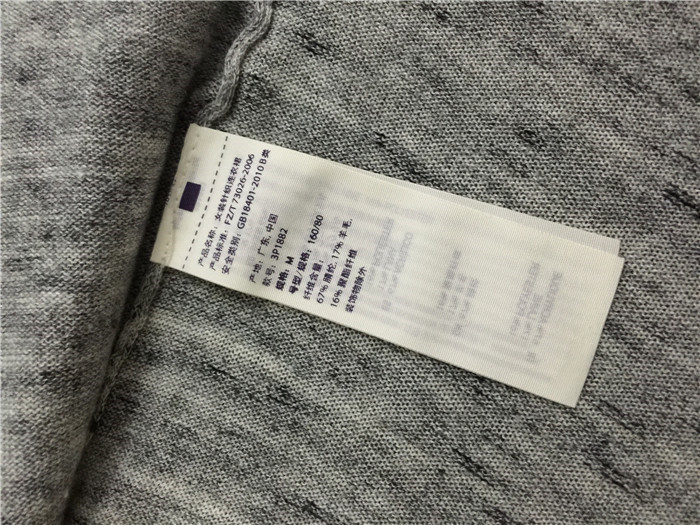 产品名称: 女装针织连衣裙
产品标准: FZ/T73026-2006
安全类别: GB18401-2010 B类
产地: 广东, 中国
款号: 3P1882
规格: M
号型/规格: 160/80
纤维含量:
67% 腈纶, 17% 羊毛,
16% 聚酯纤维
装饰物除外